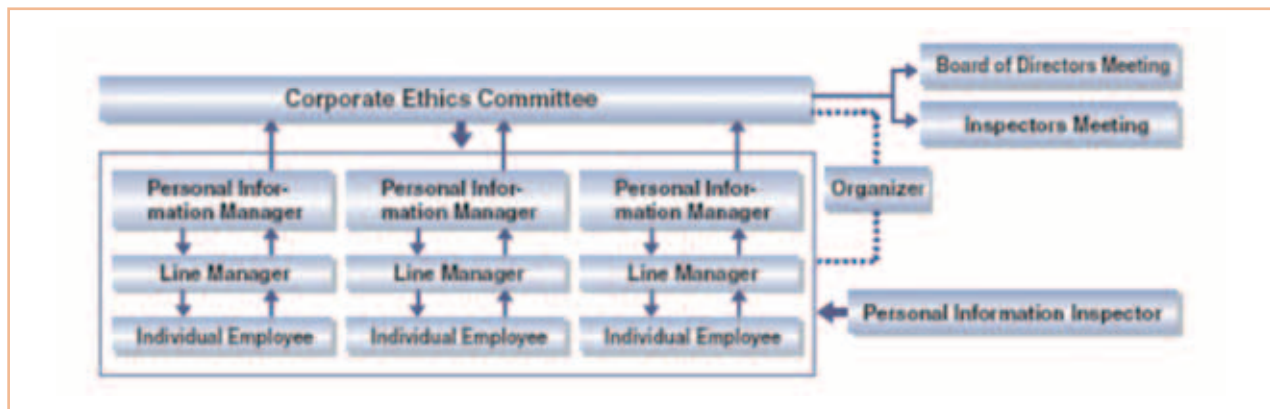 Board of Directors Meeting
Corporate Ethics Committee
Inspectors Meeting
Personal Infor-
mation Manager
Personal Infor-
mation Manager
Personal Infor-
mation Manager
Organizer
Line Manager
Line Manager
Line Manager
Personal Information Inspector
Individual Employee
Individual Employee
Individual Employee